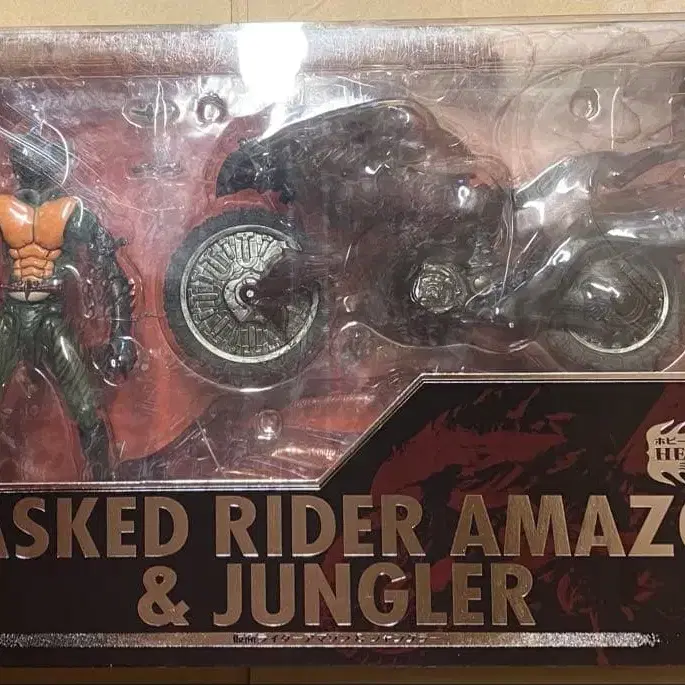 ホビー
HE
ASKED RIDER AMAZO
& JUNGLER